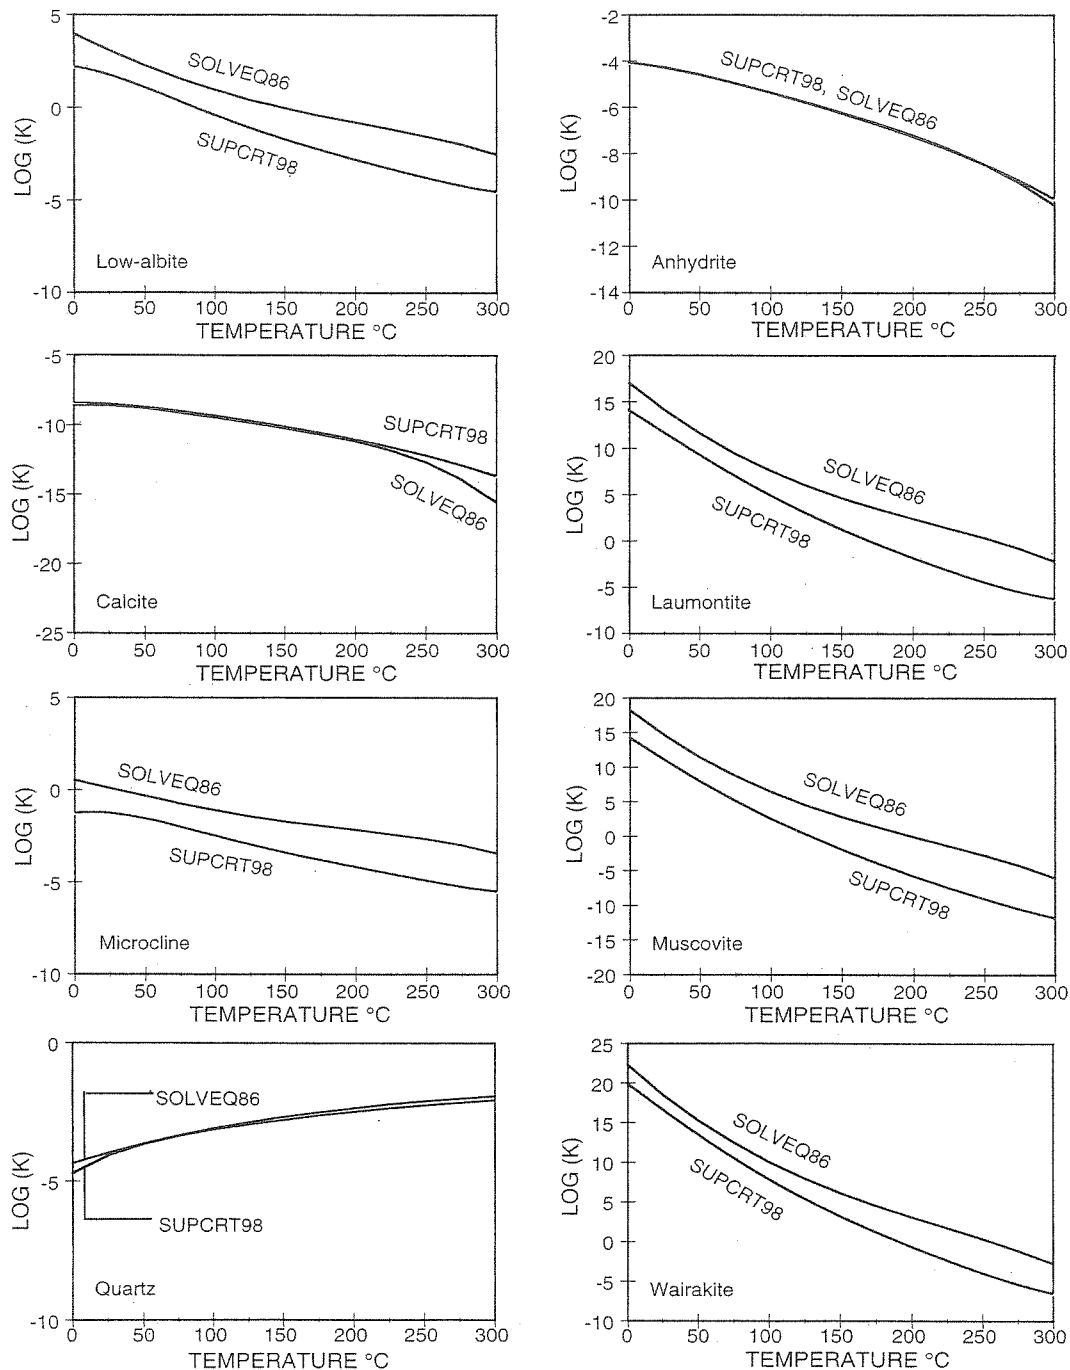 5
0
-5
-10
LOG (K)
SOLVEQ86
SUPCRT98
Low-albite
0 50 100 150 200 250 300
TEMPERATURE °C
-2
-4
-6
-8
-10
-12
-14
LOG (K)
SUPCRT98, SOLVEQ86
Anhydrite
0 50 100 150 200 250 300
TEMPERATURE °C
-5
-10
-15
-20
-25
LOG (K)
SUPCRT98
SOLVEQ86
Calcite
0 50 100 150 200 250 300
TEMPERATURE °C
20
15
10
5
0
-5
-10
LOG (K)
SOLVEQ86
SUPCRT98
Laumontite
0 50 100 150 200 250 300
TEMPERATURE °C
5
0
-5
-10
LOG (K)
SOLVEQ86
SUPCRT98
Microcline
0 50 100 150 200 250 300
TEMPERATURE °C
20
15
10
5
0
-5
-10
-15
-20
LOG (K)
SOLVEQ86
SUPCRT98
Muscovite
0 50 100 150 200 250 300
TEMPERATURE °C
0
-5
-10
LOG (K)
SOLVEQ86
SUPCRT98
Quartz
0 50 100 150 200 250 300
TEMPERATURE °C
25
20
15
10
5
0
-5
-10
LOG (K)
SOLVEQ86
SUPCRT98
Wairakite
0 50 100 150 200 250 300
TEMPERATURE °C